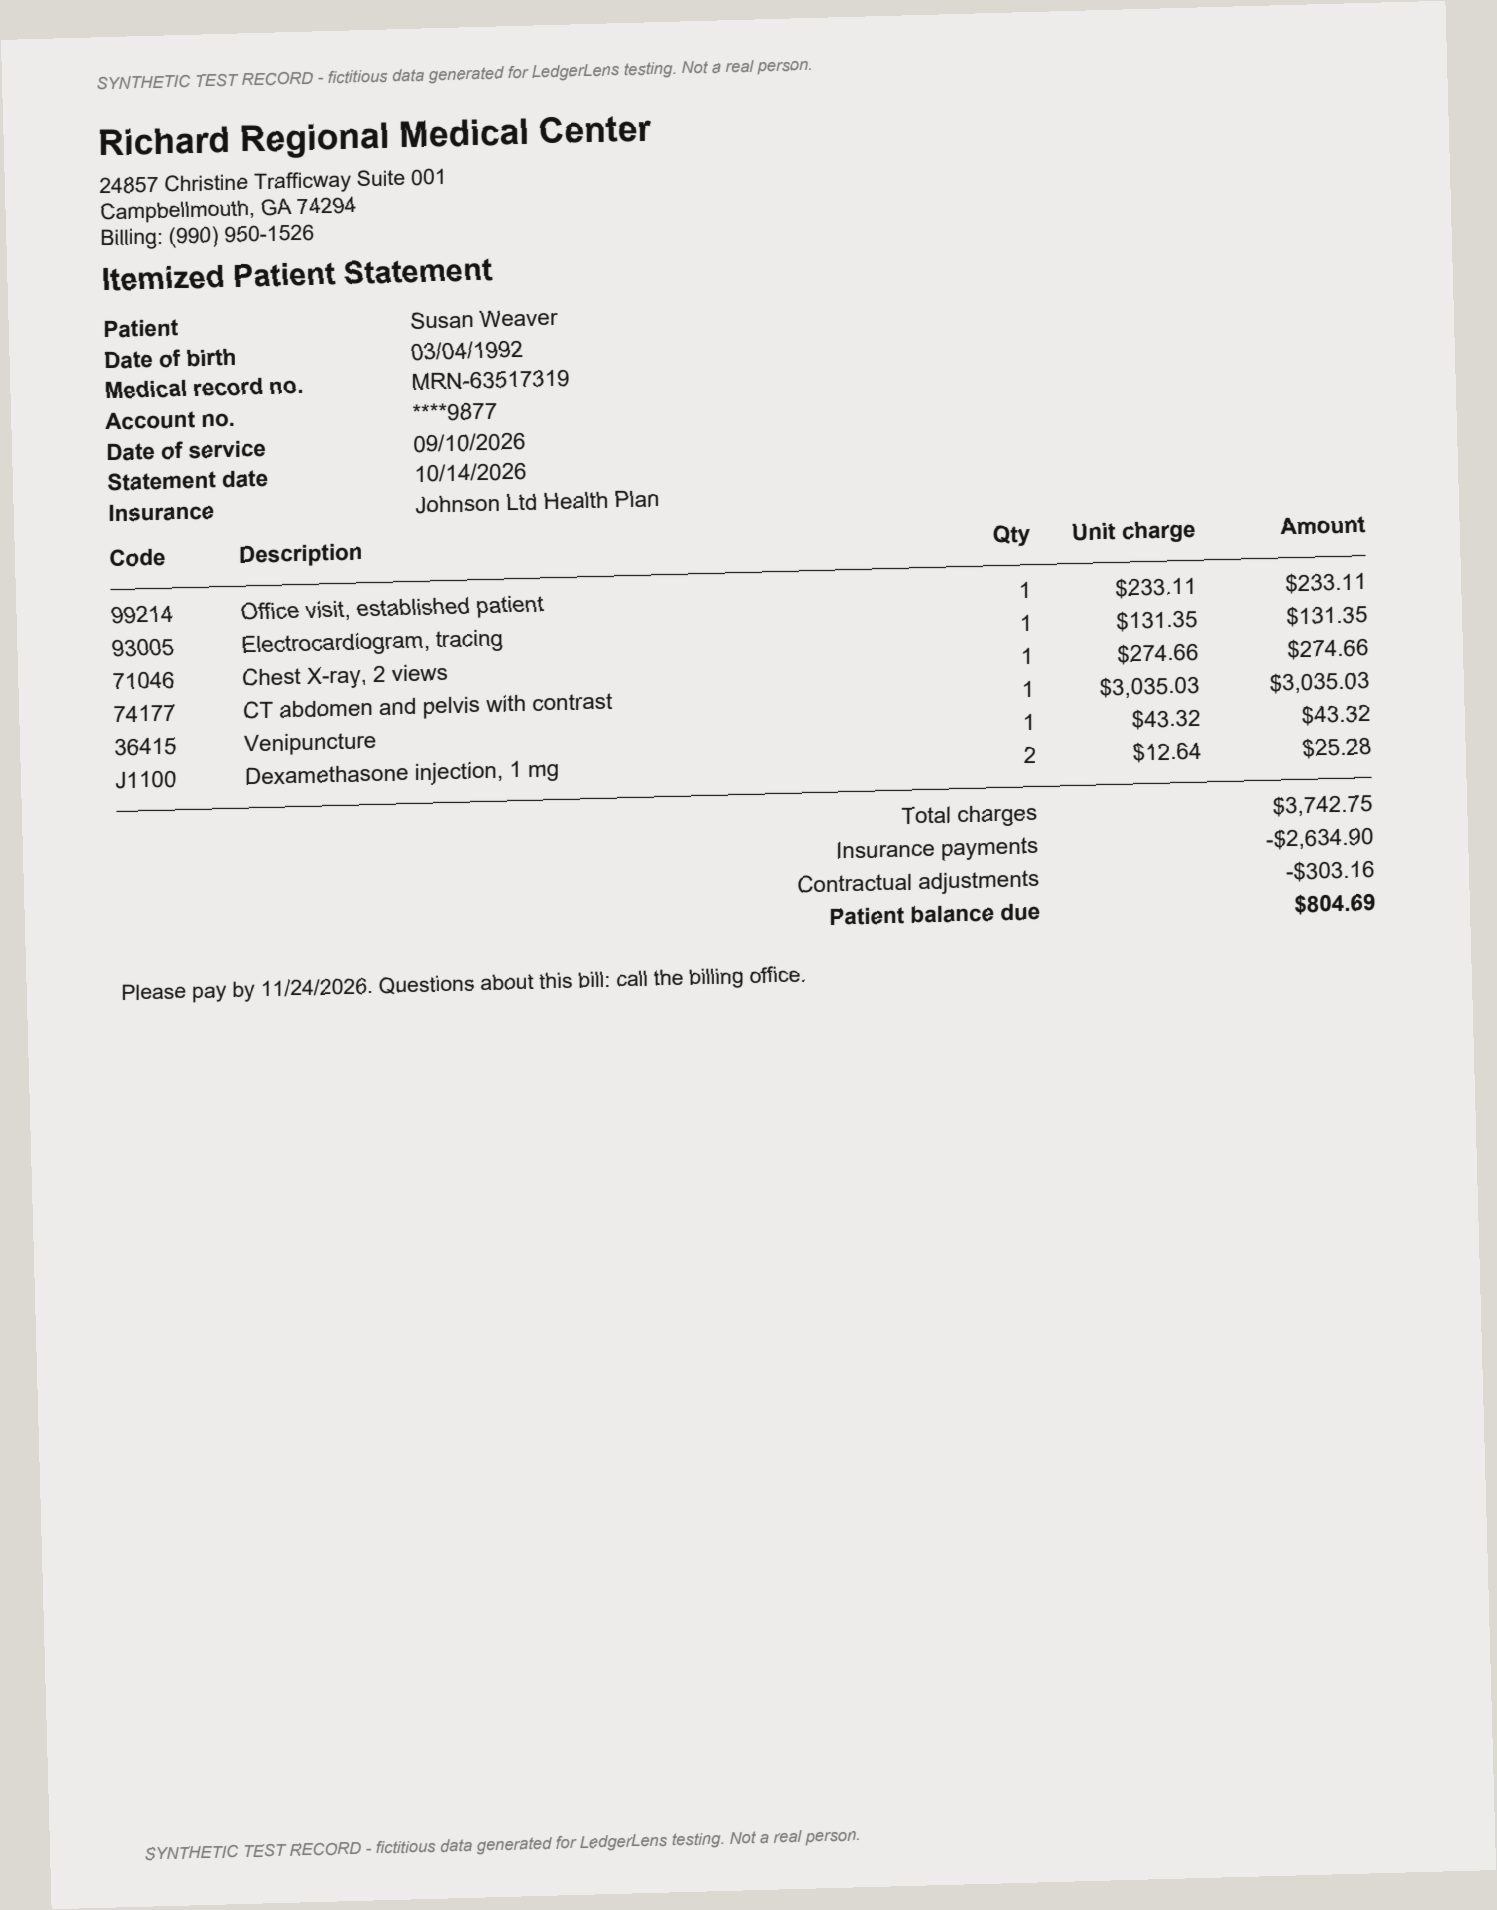 SYNTHETIC TEST RECORD - fictitious data generated for LedgerLens testing. Not a real person.
Richard Regional Medical Center
24857 Christine Trafficway Suite 001
Campbellmouth, GA 74294
Billing: (990) 950-1526
Itemized Patient Statement
Patient Susan Weaver
Date of birth 03/04/1992
Medical record no. MRN-63517319
Account no. ****9877
Date of service 09/10/2026
Statement date 10/14/2026
Insurance Johnson Ltd Health Plan
Code Description Qty Unit charge Amount
99214 Office visit, established patient 1 $233.11 $233.11
93005 Electrocardiogram, tracing 1 $131.35 $131.35
71046 Chest X-ray, 2 views 1 $274.66 $274.66
74177 CT abdomen and pelvis with contrast 1 $3,035.03 $3,035.03
36415 Venipuncture 1 $43.32 $43.32
J1100 Dexamethasone injection, 1 mg 2 $12.64 $25.28
Total charges $3,742.75
Insurance payments -$2,634.90
Contractual adjustments -$303.16
Patient balance due $804.69
Please pay by 11/24/2026. Questions about this bill: call the billing office.
SYNTHETIC TEST RECORD - fictitious data generated for LedgerLens testing. Not a real person.